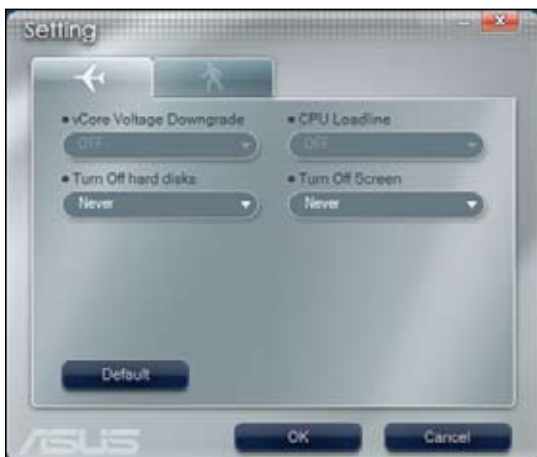 Setting
• vCore Voltage Downgrade
• CPU Loadline
OFF
OFF
• Turn Off hard disks
• Turn Off Screen
Never
Never
Default
OK
Cancel
ASUS